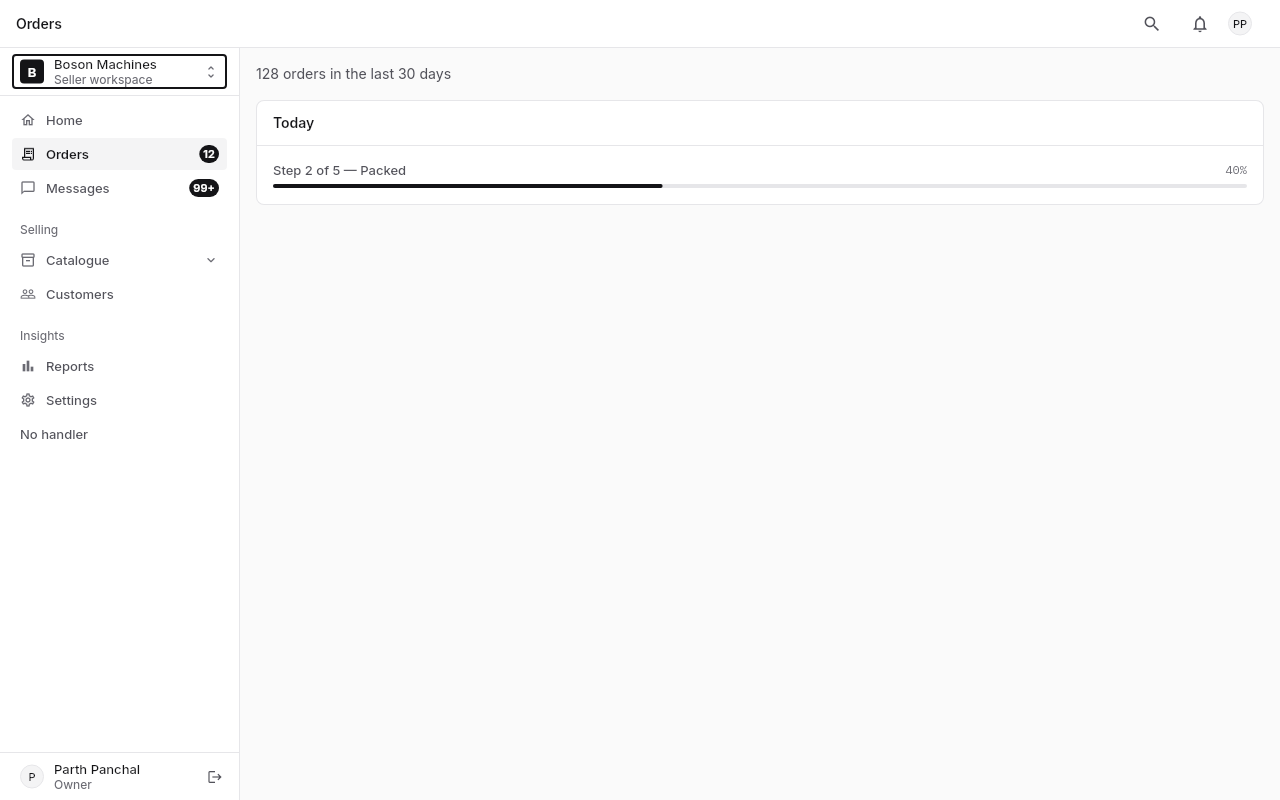 Orders
PP
B
Boson Machines
Seller workspace
Home
Orders
12
Messages
99+
Selling
Catalogue
Customers
Insights
Reports
Settings
No handler
P
Parth Panchal
Owner
128 orders in the last 30 days
Today
Step 2 of 5 — Packed
40%